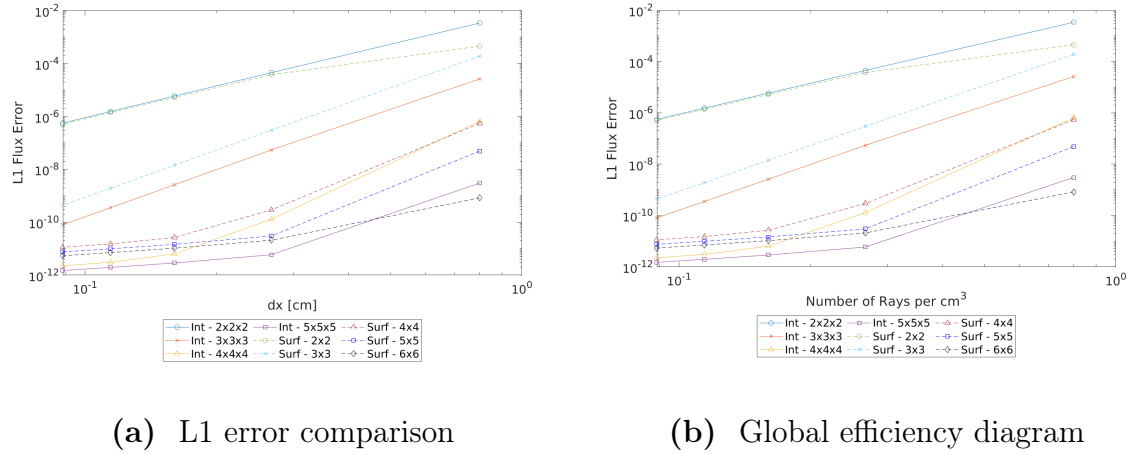 10^-2
10^-4
10^-6
10^-8
10^-10
10^-12
L1 Flux Error
10^-1
10^0
dx [cm]
Int - 2x2x2
Int - 3x3x3
Int - 4x4x4
Int - 5x5x5
Surf - 2x2
Surf - 3x3
Surf - 4x4
Surf - 5x5
Surf - 6x6
(a) L1 error comparison
10^-2
10^-4
10^-6
10^-8
10^-10
10^-12
L1 Flux Error
10^-1
10^0
Number of Rays per cm^3
Int - 2x2x2
Int - 3x3x3
Int - 4x4x4
Int - 5x5x5
Surf - 2x2
Surf - 3x3
Surf - 4x4
Surf - 5x5
Surf - 6x6
(b) Global efficiency diagram